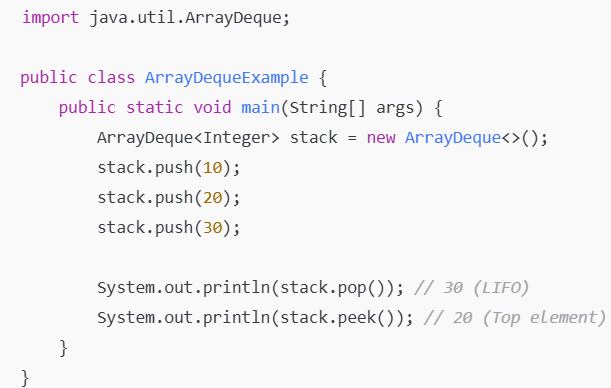 import java.util.ArrayDeque;

public class ArrayDequeExample {
    public static void main(String[] args) {
        ArrayDeque<Integer> stack = new ArrayDeque<>();
        stack.push(10);
        stack.push(20);
        stack.push(30);

        System.out.println(stack.pop()); // 30 (LIFO)
        System.out.println(stack.peek()); // 20 (Top element)
    }
}